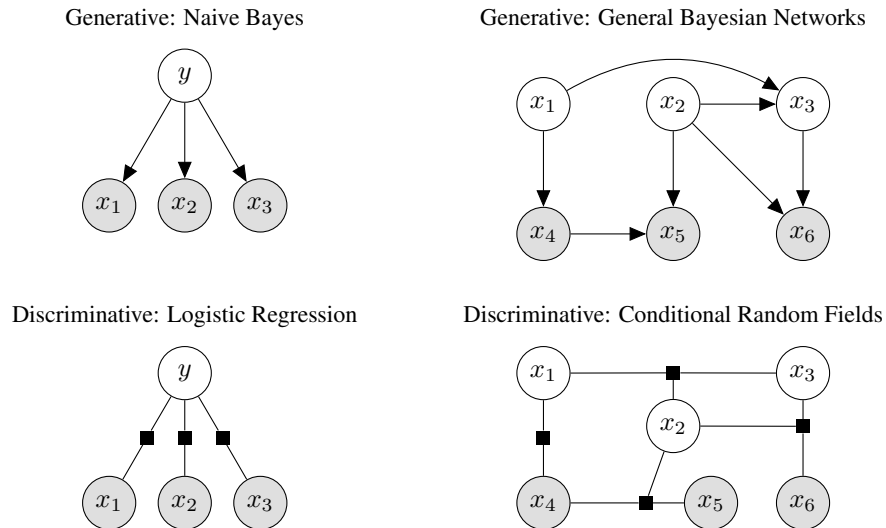 Generative: Naive Bayes
y
x1 x2 x3
Generative: General Bayesian Networks
x1 x2 x3
x4 x5 x6
Discriminative: Logistic Regression
y
x1 x2 x3
Discriminative: Conditional Random Fields
x1 x3
x2
x4 x5 x6